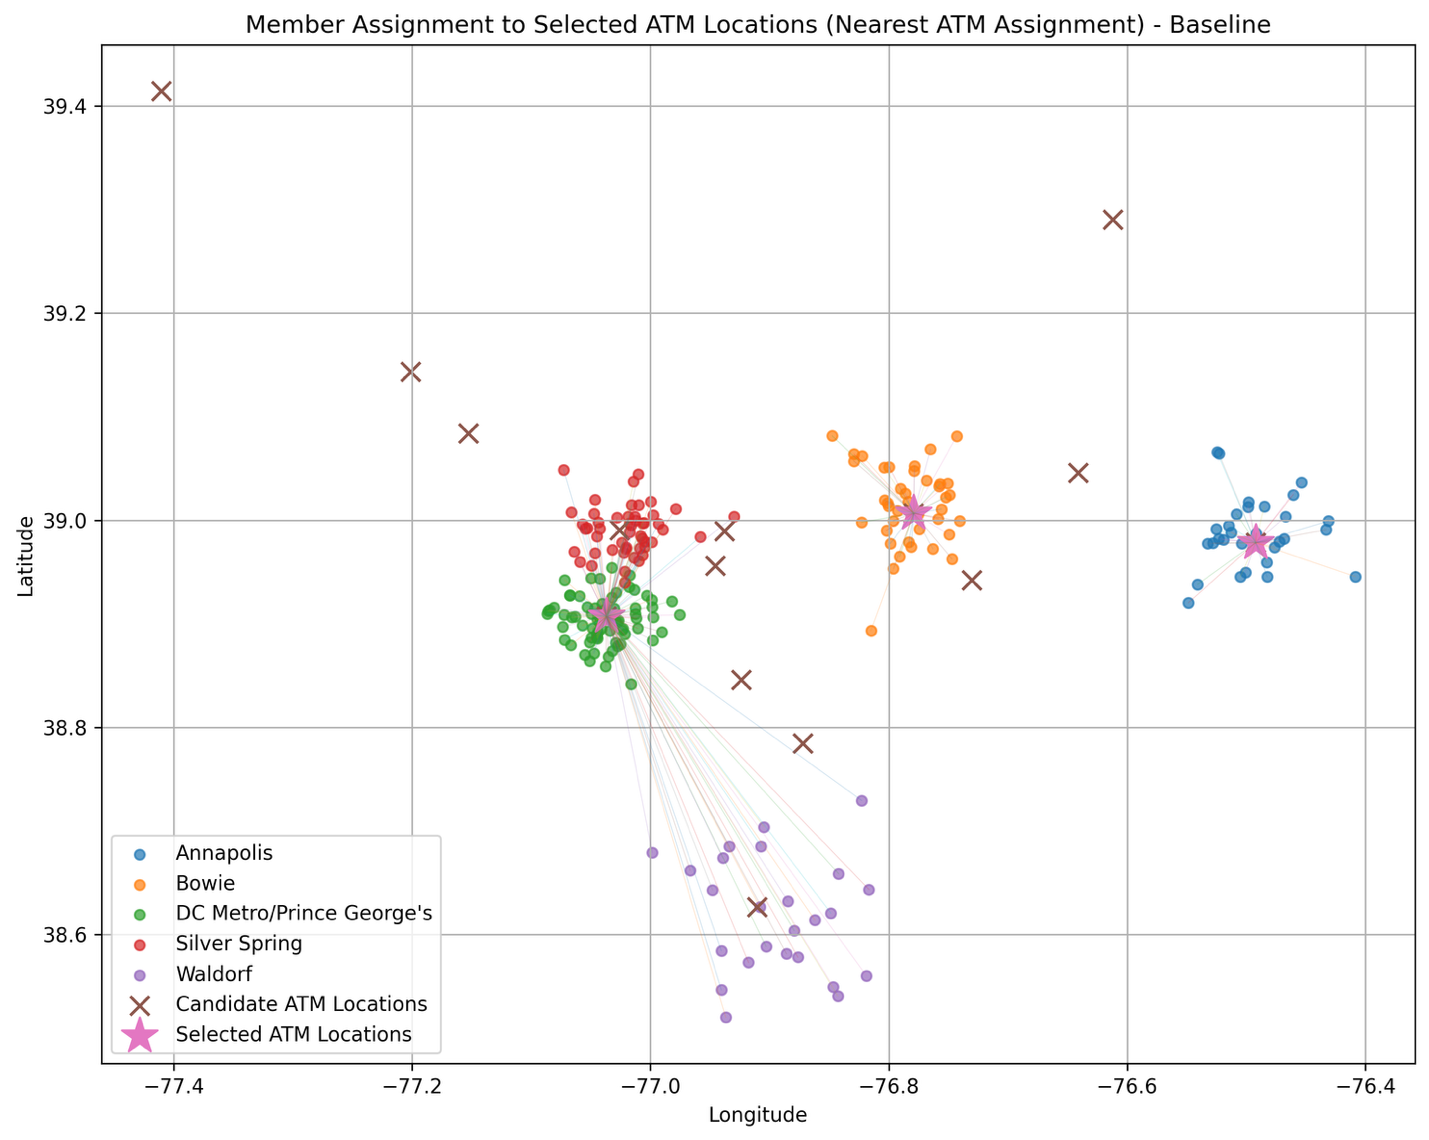 Member Assignment to Selected ATM Locations (Nearest ATM Assignment) - Baseline
39.4
39.2
39.0
38.8
38.6
Latitude
Annapolis
Bowie
DC Metro/Prince George's
Silver Spring
Waldorf
Candidate ATM Locations
Selected ATM Locations
−77.4 −77.2 −77.0 −76.8 −76.6 −76.4
Longitude